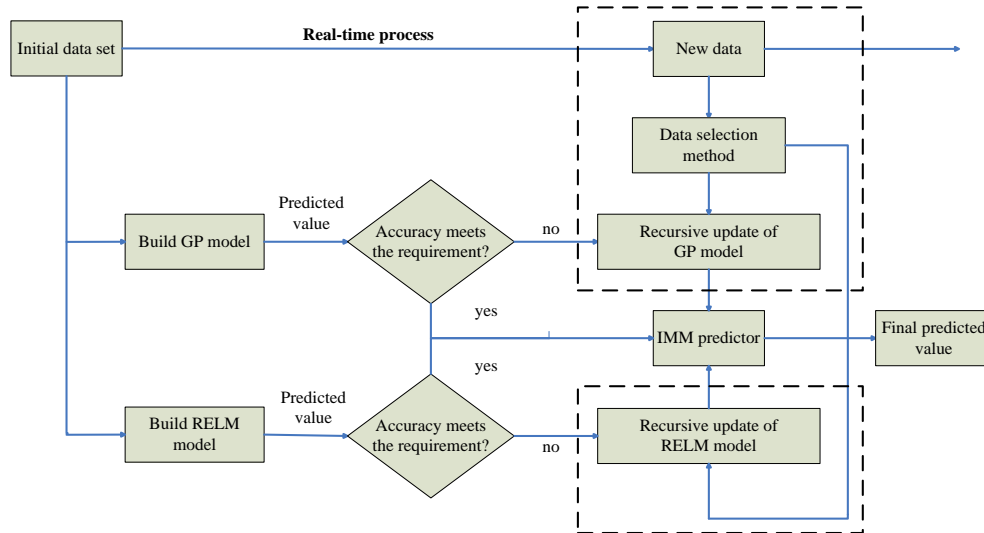 Initial data set
Real-time process
New data
Data selection
method
Predicted
value
Build GP model
Accuracy meets
the requirement?
no
Recursive update of
GP model
yes
IMM predictor
Final predicted
value
yes
Predicted
value
Build RELM
model
Accuracy meets
the requirement?
no
Recursive update of
RELM model